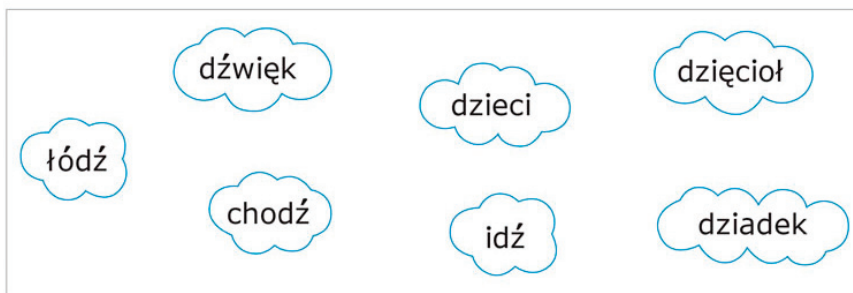 dźwięk
dzieci
dzięcioł
łódź
chodź
idź
dziadek